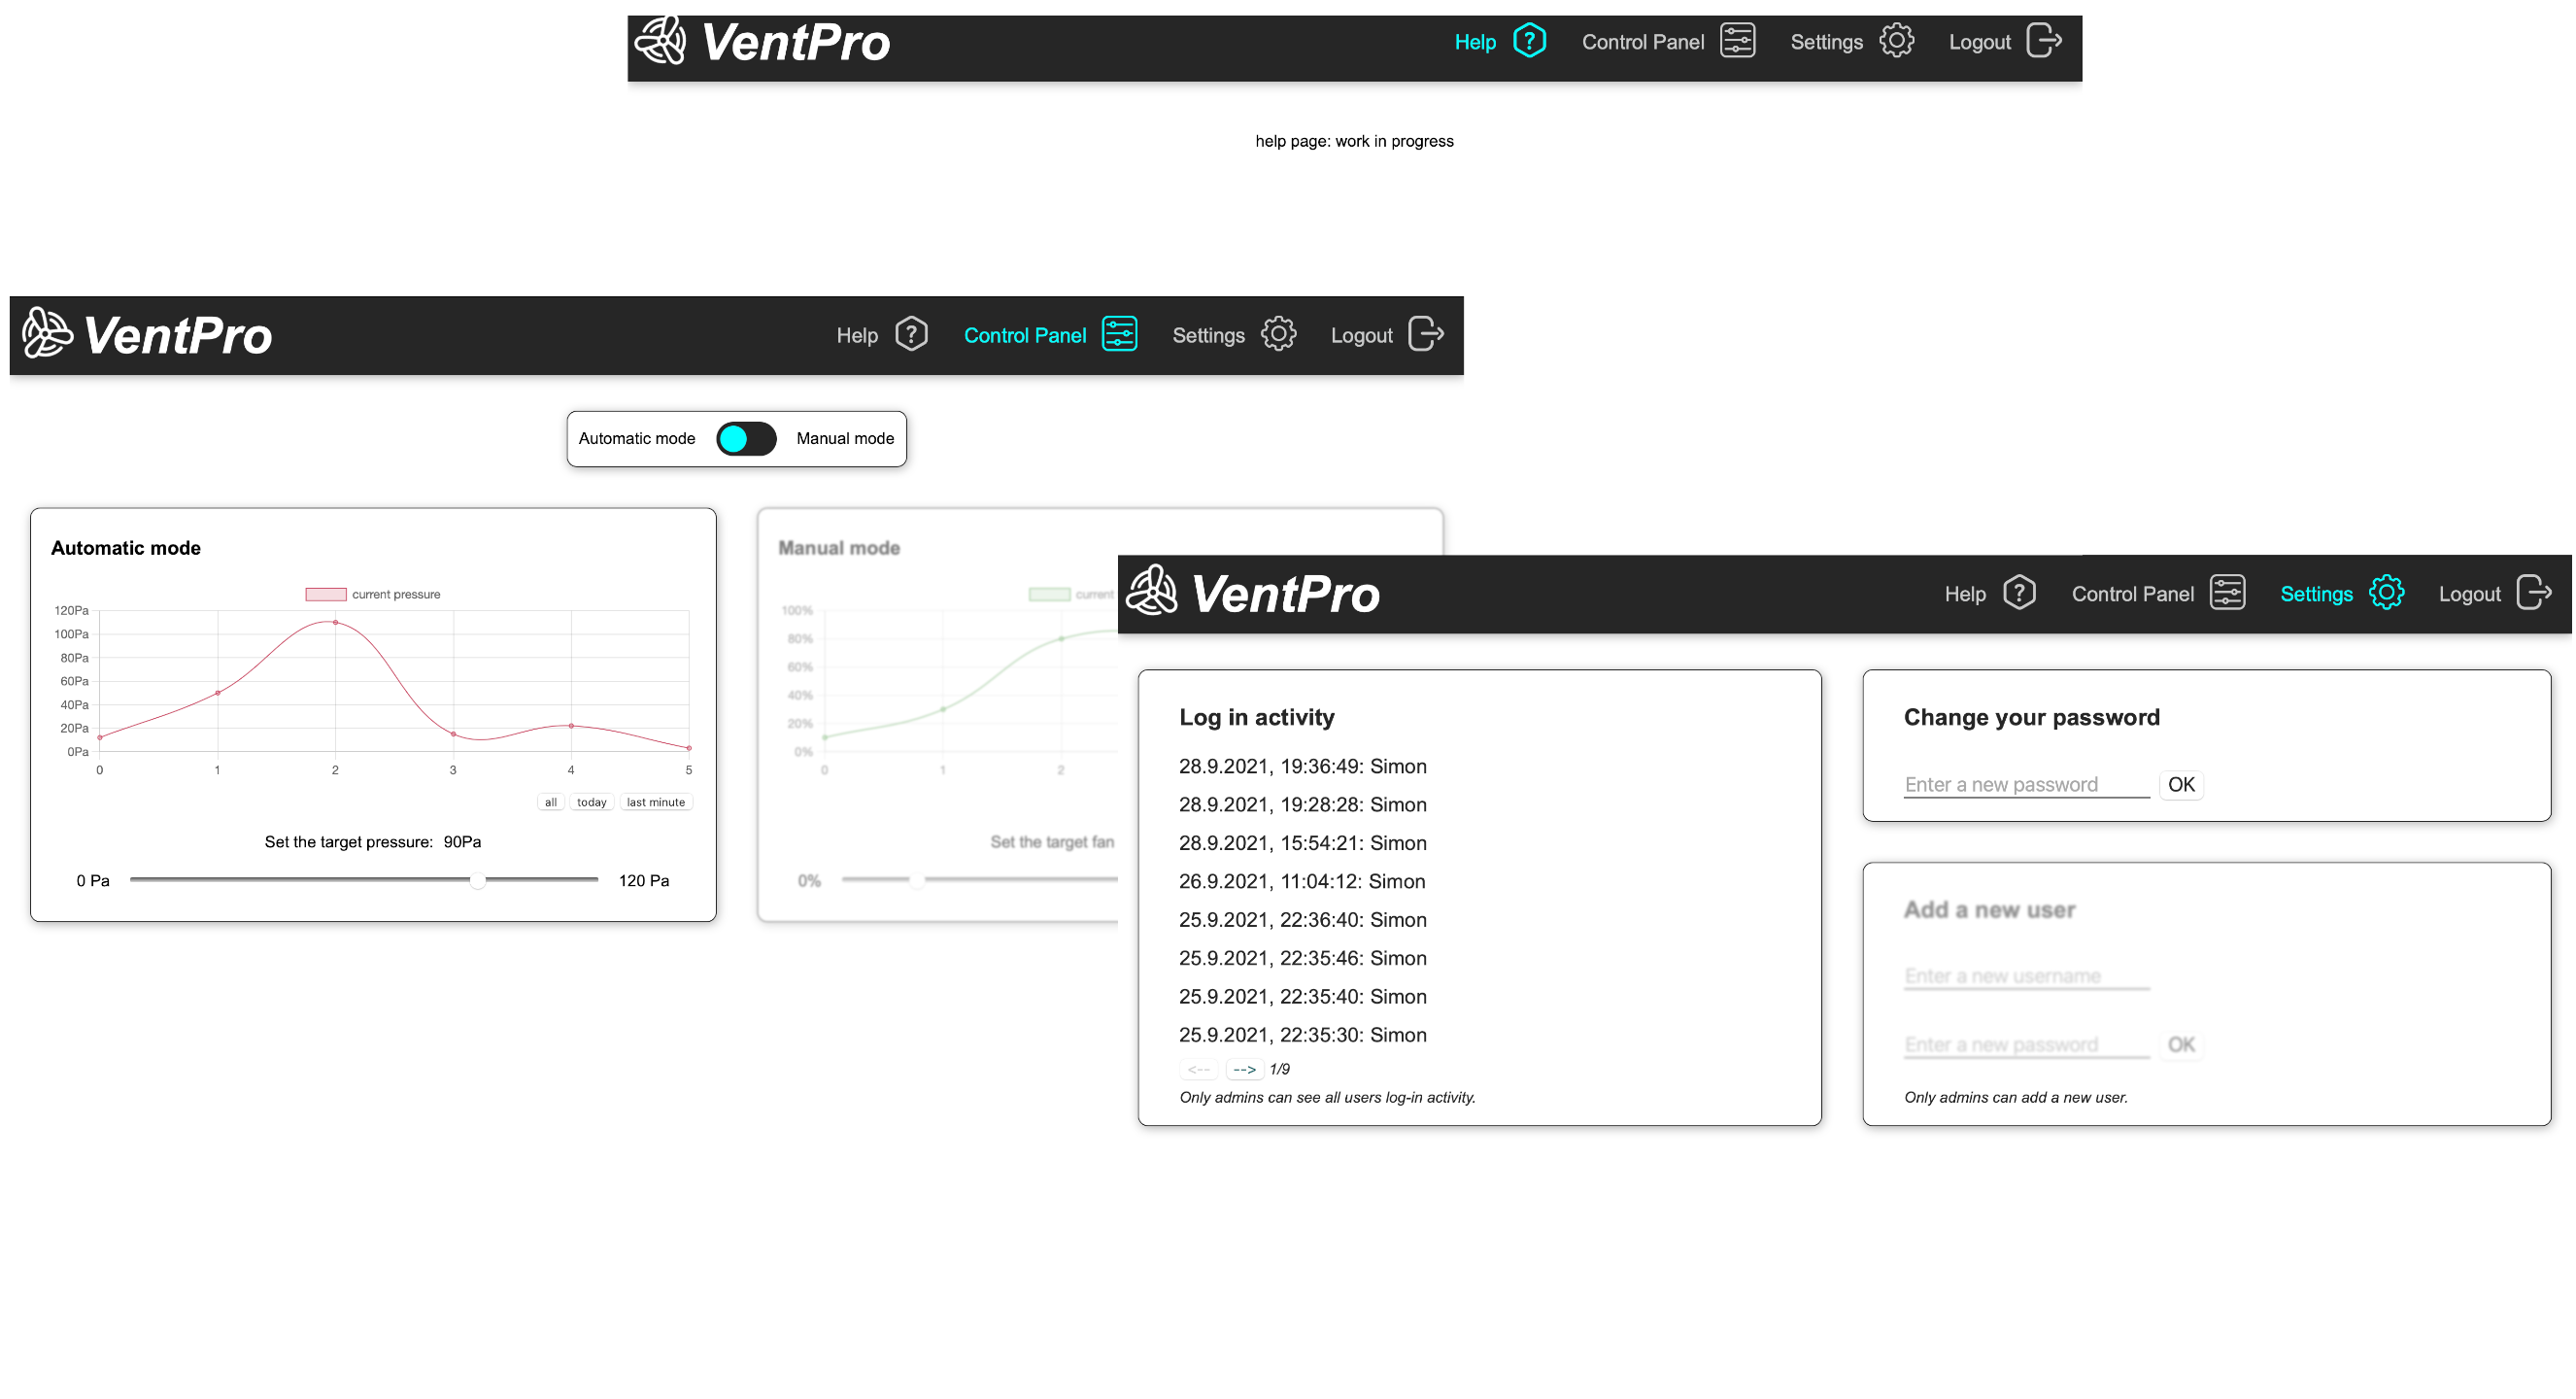 VentPro
Help
Control Panel
Settings
Logout
help page: work in progress
VentPro
Help
Control Panel
Settings
Logout
Automatic mode
Manual mode
Automatic mode
current pressure
120Pa
100Pa
80Pa
60Pa
40Pa
20Pa
0Pa
0 1 2 3 4 5
all today last minute
Set the target pressure: 90Pa
0 Pa
120 Pa
Manual mode
current
100%
80%
60%
40%
20%
0%
0 1 2
Set the target fan
0%
VentPro
Help
Control Panel
Settings
Logout
Log in activity
28.9.2021, 19:36:49: Simon
28.9.2021, 19:28:28: Simon
28.9.2021, 15:54:21: Simon
26.9.2021, 11:04:12: Simon
25.9.2021, 22:36:40: Simon
25.9.2021, 22:35:46: Simon
25.9.2021, 22:35:40: Simon
25.9.2021, 22:35:30: Simon
<-- --> 1/9
Only admins can see all users log-in activity.
Change your password
Enter a new password OK
Add a new user
Enter a new username
Enter a new password OK
Only admins can add a new user.